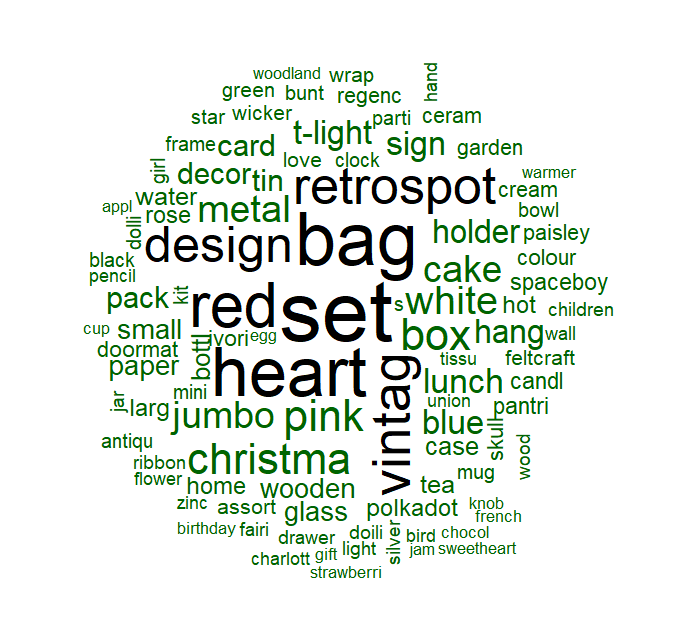 woodland wrap hand
green bunt regenc
star wicker t-light parti ceram
frame card love clock sign garden
girl decor tin retrospot cream warmer
appl water metal bowl
dolli rose design bag holder paisley
black cake colour
pencil spaceboy
pack kit red set s white hot children
cup small ivori egg box hang wall
doormat bottl heart tissu feltcraft
paper vintag lunch candl
jar larg mini jumbo pink union pantri
antiqu christma blue skull
ribbon case wood
flower home wooden tea mug
zinc assort glass polkadot knob
birthday fairi drawer doili silver bird chocol french
charlott gift light jam sweetheart
strawberri